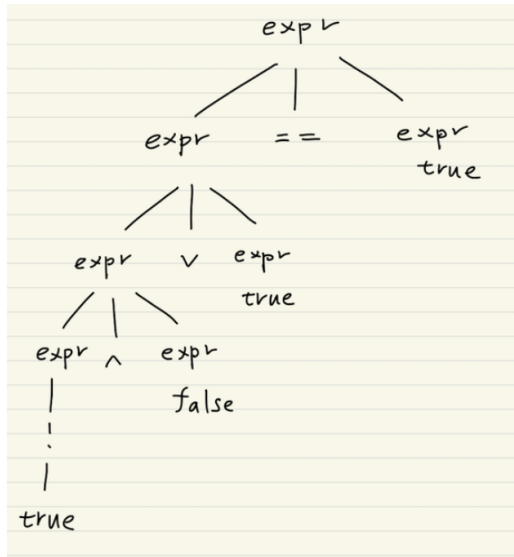 expr
expr == expr
true
expr ∨ expr
true
expr ∧ expr
false
true